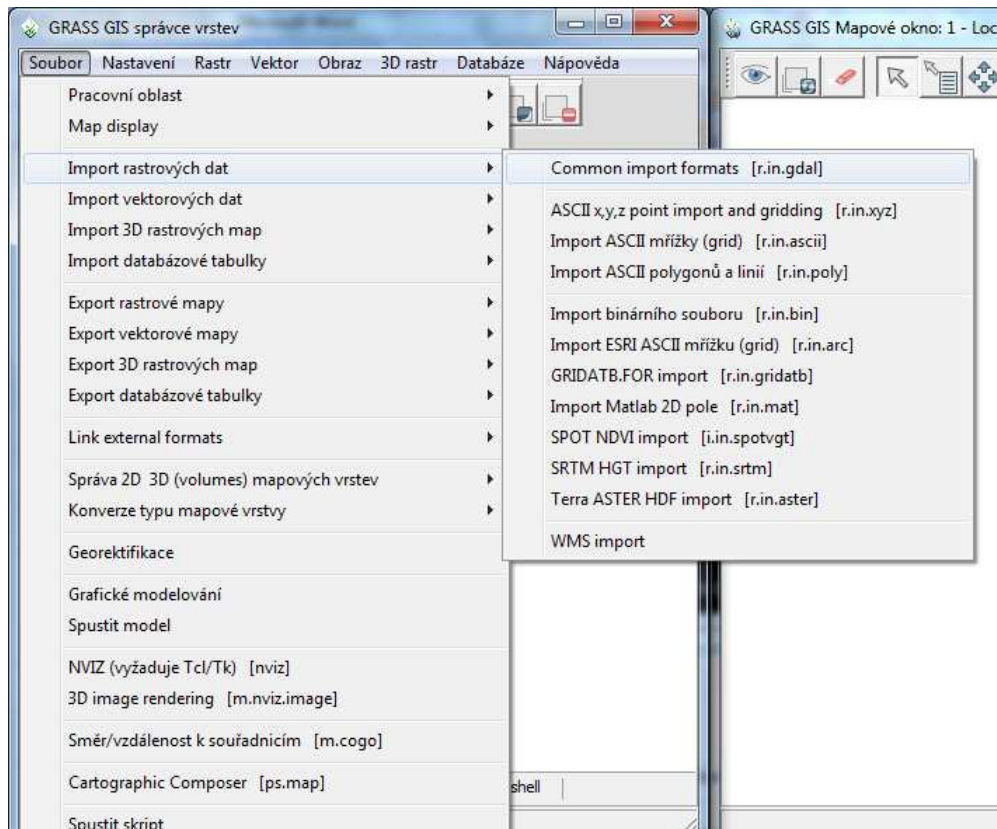 GRASS GIS správce vrstev
Soubor Nastavení Rastr Vektor Obraz 3D rastr Databáze Nápověda
Pracovní oblast
Map display
Import rastrových dat
Import vektorových dat
Import 3D rastrových map
Import databázové tabulky
Export rastrové mapy
Export vektorové mapy
Export 3D rastrových map
Export databázové tabulky
Link external formats
Správa 2D 3D (volumes) mapových vrstev
Konverze typu mapové vrstvy
Georektifikace
Grafické modelování
Spustit model
NVIZ (vyžaduje Tcl/Tk) [nviz]
3D image rendering [m.nviz.image]
Směr/vzdálenost k souřadnicím [m.cogo]
Cartographic Composer [ps.map]
Spustit skript
Common import formats [r.in.gdal]
ASCII x,y,z point import and gridding [r.in.xyz]
Import ASCII mřížky (grid) [r.in.ascii]
Import ASCII polygonů a linií [r.in.poly]
Import binárního souboru [r.in.bin]
Import ESRI ASCII mřížku (grid) [r.in.arc]
GRIDATB.FOR import [r.in.gridatb]
Import Matlab 2D pole [r.in.mat]
SPOT NDVI import [i.in.spotvgt]
SRTM HGT import [r.in.srtm]
Terra ASTER HDF import [r.in.aster]
WMS import
shell
GRASS GIS Mapové okno: 1 - Loc